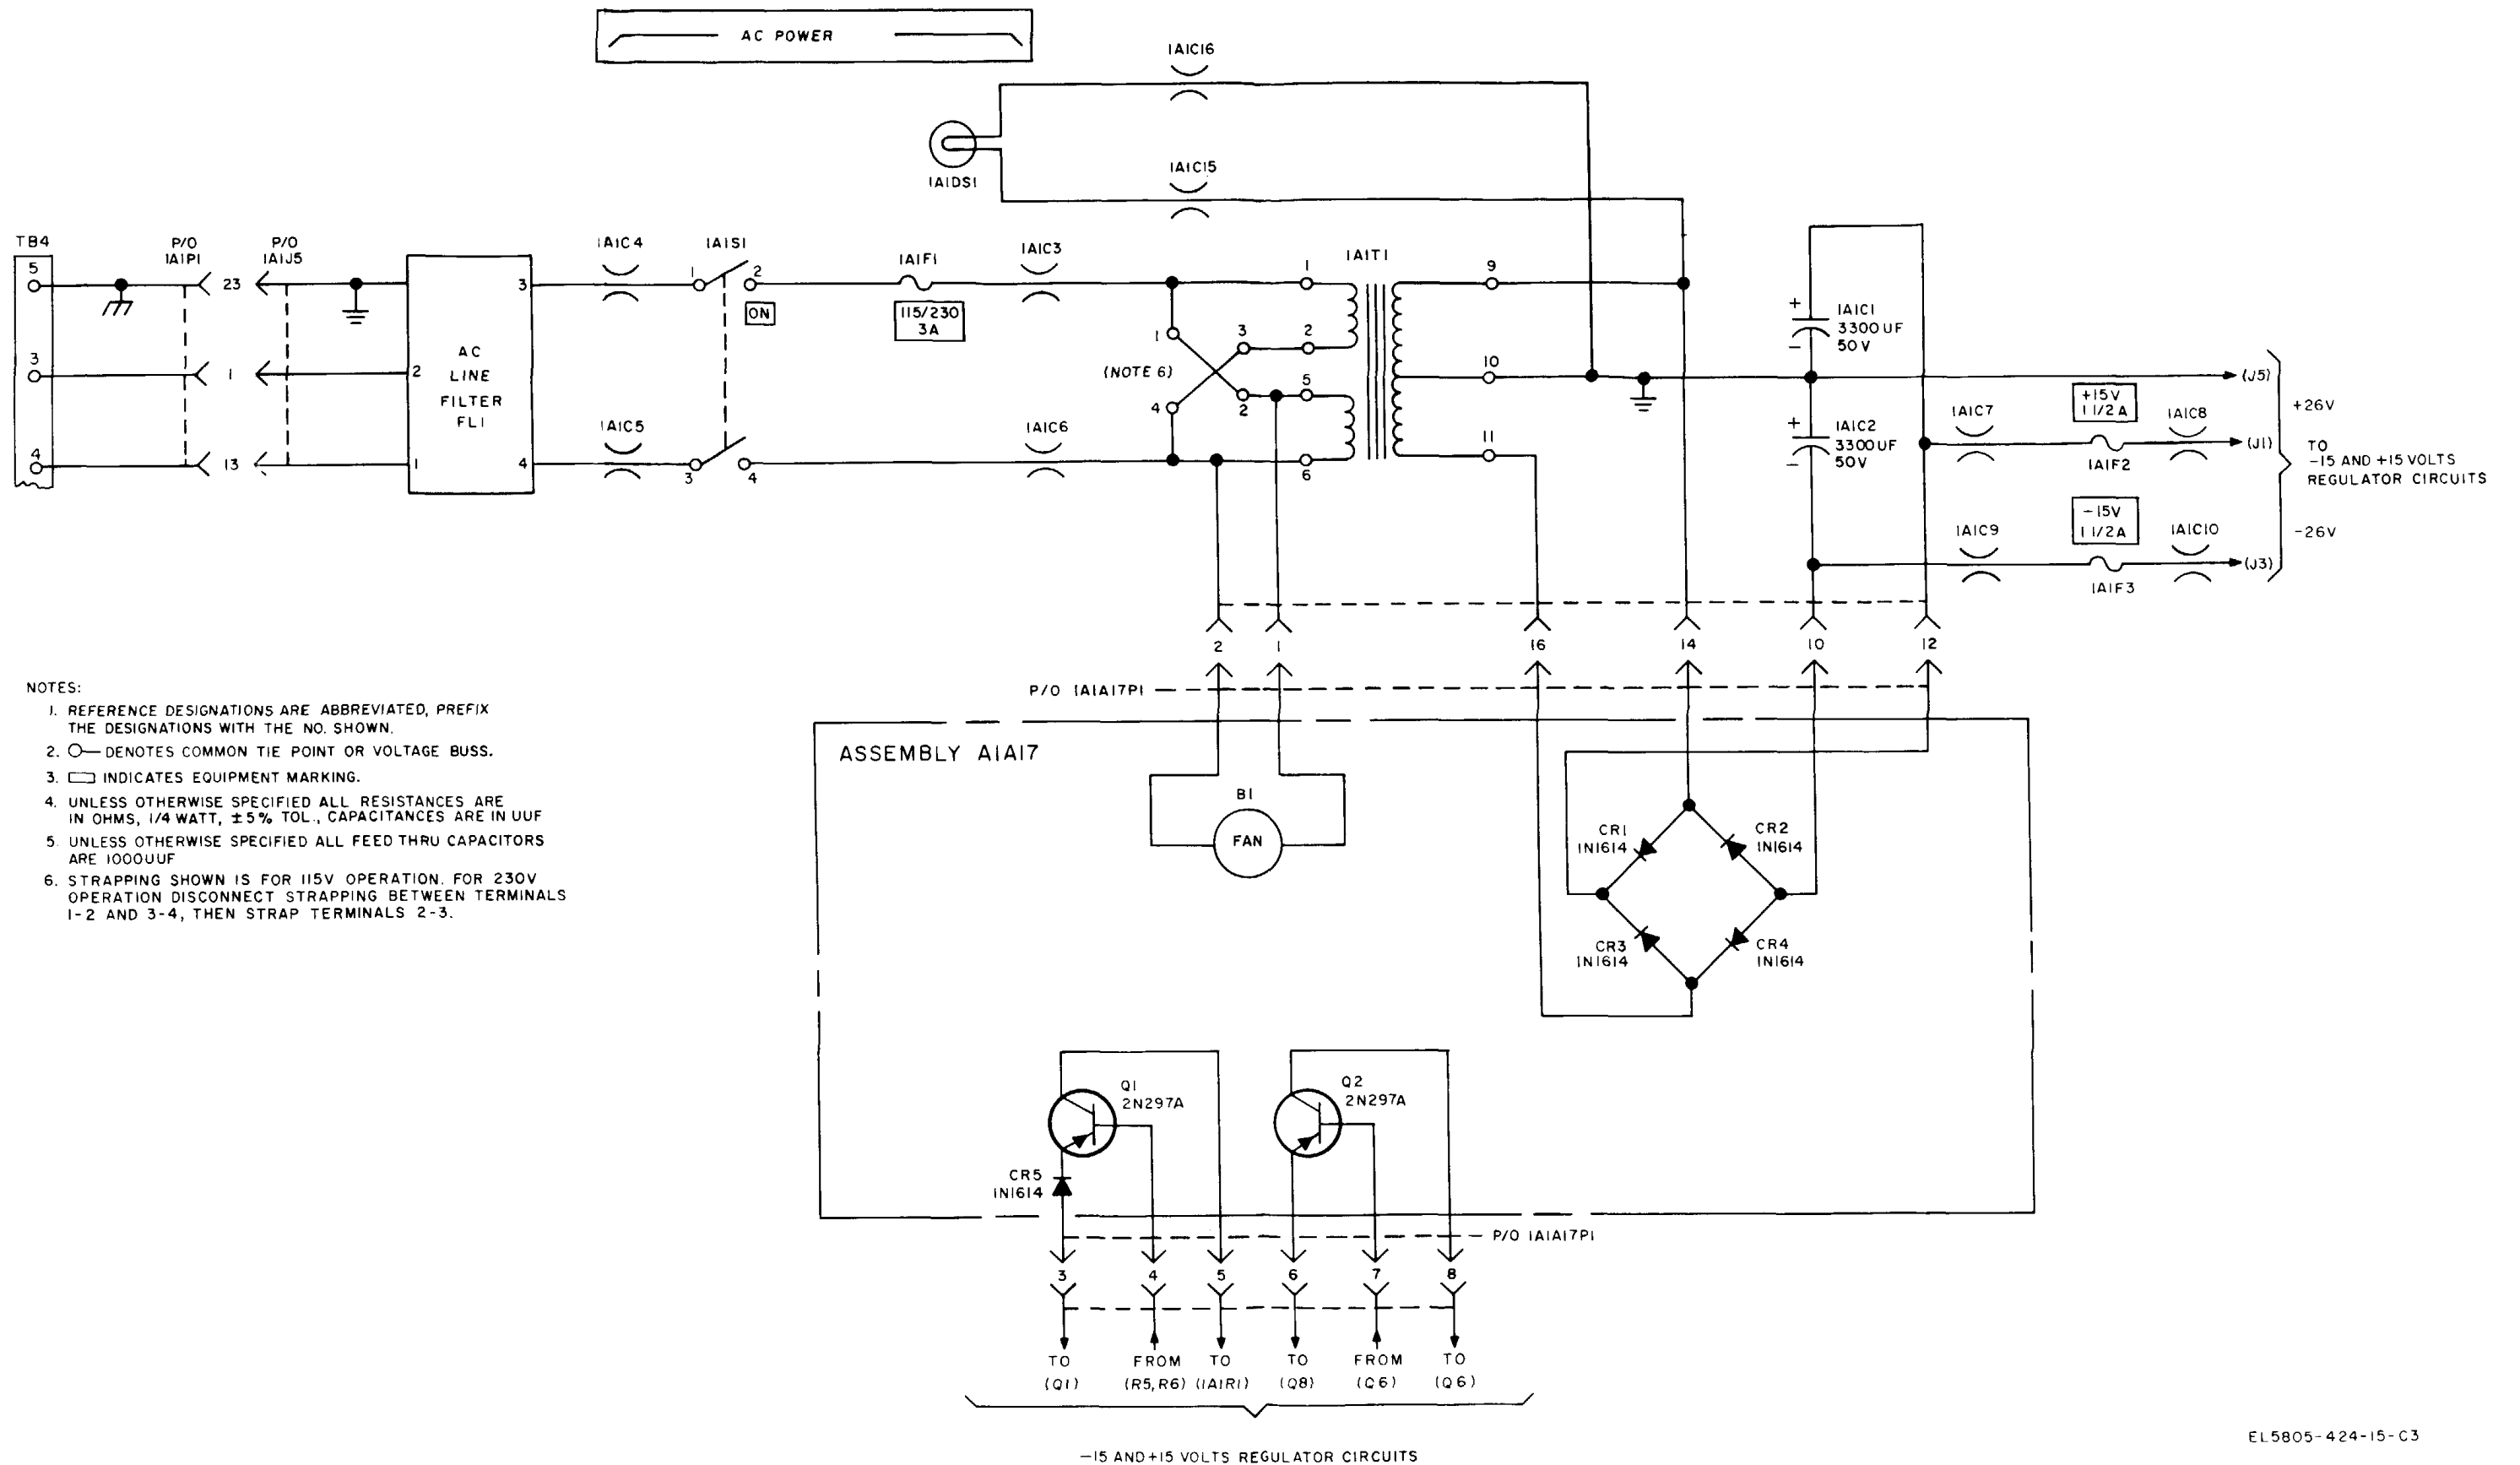 AC POWER
1A1C16
1A1C15
1A1DS1
TB4
P/O
1A1P1
P/O
1A1J5
5
23
3
1
4
13
AC
LINE
FILTER
FL1
3
2
1
4
1A1C4
1A1C5
1A1S1
1
2
ON
3
4
1A1F1
115/230
3A
1A1C3
1A1C6
1
3
2
(NOTE 6)
4
2
5
1
6
1A1T1
9
10
11
+
1A1C1
3300UF
50V
−
+
1A1C2
3300UF
50V
−
1A1C7
+15V
1 1/2A
1A1F2
1A1C8
1A1C9
-15V
1 1/2A
1A1F3
1A1C10
(J5)
(J1)
(J3)
+26V
TO
-15 AND +15 VOLTS
REGULATOR CIRCUITS
-26V
2
1
16
14
10
12
P/O 1A1A17P1
NOTES:
1. REFERENCE DESIGNATIONS ARE ABBREVIATED, PREFIX
THE DESIGNATIONS WITH THE NO. SHOWN.
2. DENOTES COMMON TIE POINT OR VOLTAGE BUSS.
3. INDICATES EQUIPMENT MARKING.
4. UNLESS OTHERWISE SPECIFIED ALL RESISTANCES ARE
IN OHMS, 1/4 WATT, ±5% TOL., CAPACITANCES ARE IN UUF
5. UNLESS OTHERWISE SPECIFIED ALL FEED THRU CAPACITORS
ARE 1000UUF
6. STRAPPING SHOWN IS FOR 115V OPERATION. FOR 230V
OPERATION DISCONNECT STRAPPING BETWEEN TERMINALS
1-2 AND 3-4, THEN STRAP TERMINALS 2-3.
ASSEMBLY A1A17
B1
FAN
CR1
1N1614
CR2
1N1614
CR3
1N1614
CR4
1N1614
Q1
2N297A
Q2
2N297A
CR5
1N1614
P/O 1A1A17P1
3 4 5 6 7 8
TO FROM TO TO FROM TO
(Q1) (R5,R6) (1A1R1) (Q8) (Q6) (Q6)
-15 AND +15 VOLTS REGULATOR CIRCUITS
EL5805-424-15-C3